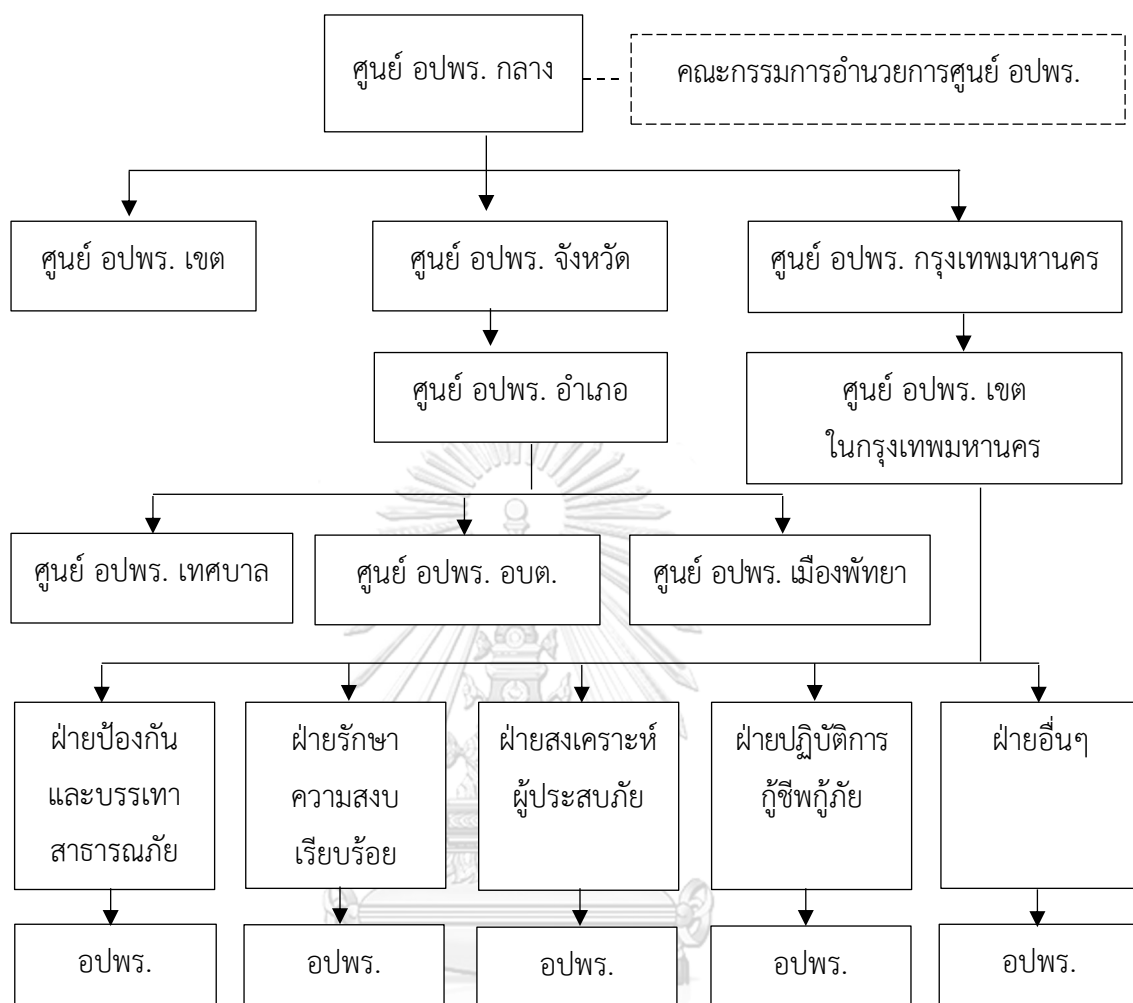 ศูนย์ อปพร. กลาง
คณะกรรมการอำนวยการศูนย์ อปพร.
ศูนย์ อปพร. เขต
ศูนย์ อปพร. จังหวัด
ศูนย์ อปพร. กรุงเทพมหานคร
ศูนย์ อปพร. อำเภอ
ศูนย์ อปพร. เขต
ในกรุงเทพมหานคร
ศูนย์ อปพร. เทศบาล
ศูนย์ อปพร. อบต.
ศูนย์ อปพร. เมืองพัทยา
ฝ่ายป้องกัน
และบรรเทา
สาธารณภัย
ฝ่ายรักษา
ความสงบ
เรียบร้อย
ฝ่ายสงเคราะห์
ผู้ประสบภัย
ฝ่ายปฏิบัติการ
กู้ชีพกู้ภัย
ฝ่ายอื่นๆ
อปพร.
อปพร.
อปพร.
อปพร.
อปพร.